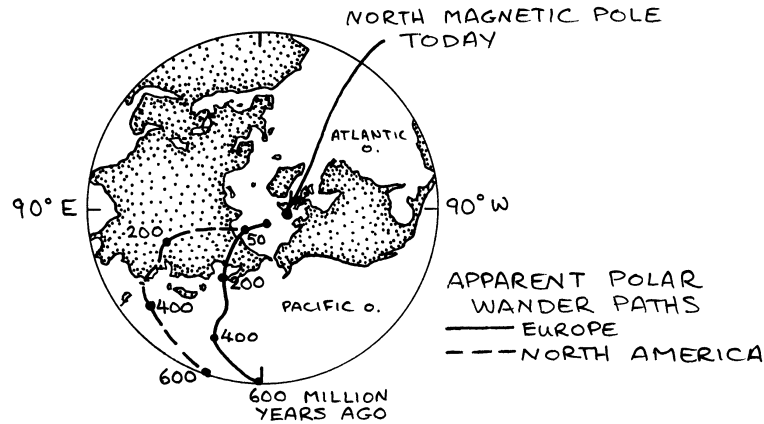 NORTH MAGNETIC POLE
TODAY
ATLANTIC
O.
90° E
90° W
200
50
200
PACIFIC O.
400
400
600
600 MILLION
YEARS AGO
APPARENT POLAR
WANDER PATHS
EUROPE
NORTH AMERICA